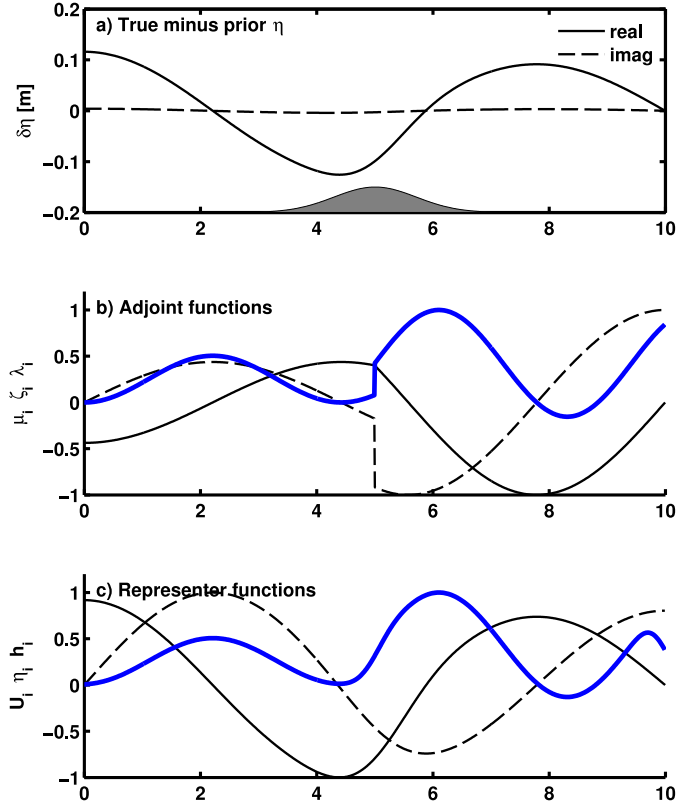 0.2
a) True minus prior η
real
imag
0.1
0
−0.1
−0.2
δη [m]
0 2 4 6 8 10
b) Adjoint functions
1
0.5
0
−0.5
−1
μi ζi λi
0 2 4 6 8 10
c) Representer functions
1
0.5
0
−0.5
−1
Ui ηi hi
0 2 4 6 8 10